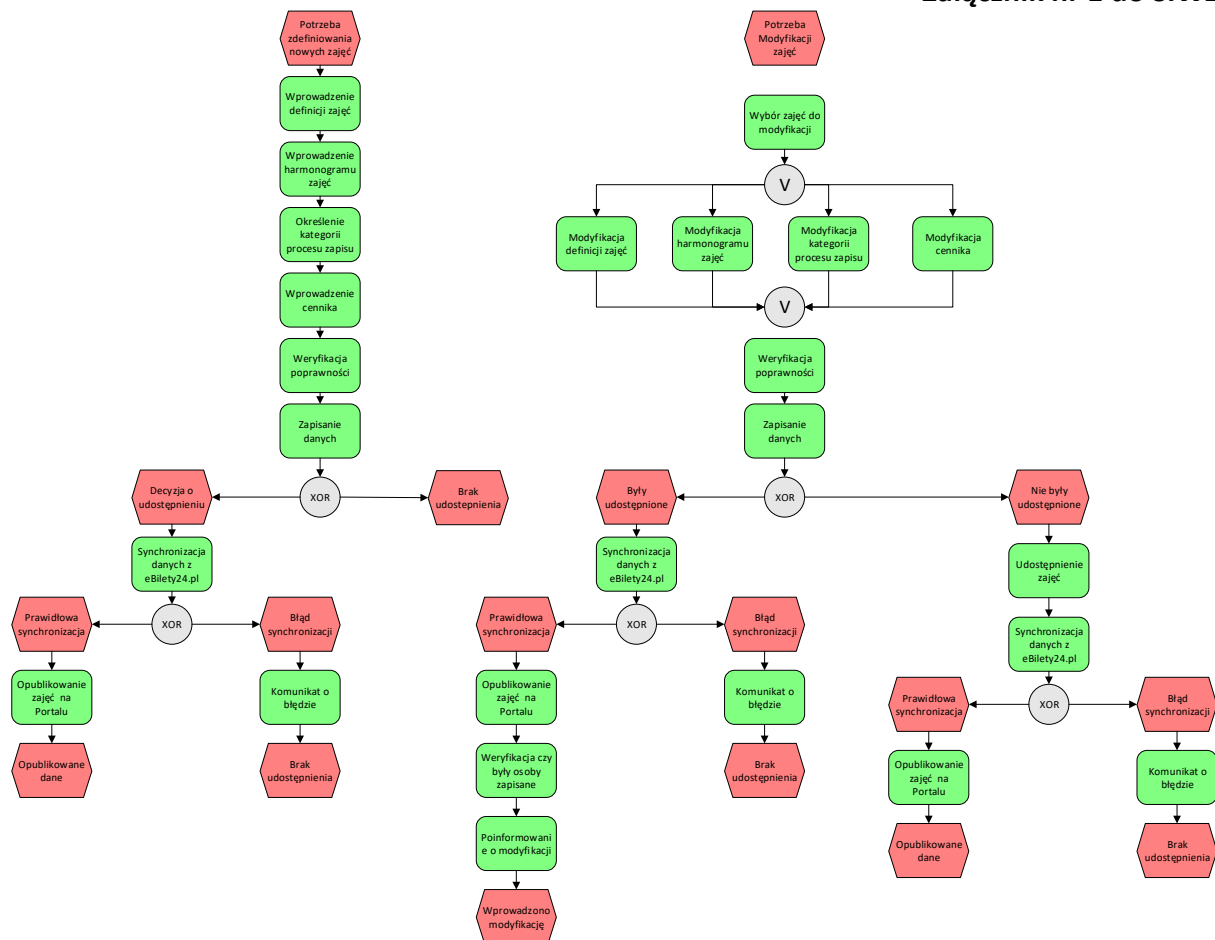 Potrzeba
zdefiniowania
nowych zajęć
Wprowadzenie
definicji zajęć
Wprowadzenie
harmonogramu
zajęć
Określenie
kategorii
procesu zapisu
Wprowadzenie
cennika
Weryfikacja
poprawności
Zapisanie
danych
XOR
Decyzja o
udostępnieniu
Brak
udostepnienia
Synchronizacja
danych z
eBilety24.pl
XOR
Prawidłowa
synchronizacja
Błąd
synchronizacji
Opublikowanie
zajęć na
Portalu
Komunikat o
błędzie
Opublikowane
dane
Brak
udostępnienia
Potrzeba
Modyfikacji
zajęć
Wybór zajęć do
modyfikacji
V
Modyfikacja
definicji zajęć
Modyfikacja
harmonogramu
zajęć
Modyfikacja
kategorii
procesu zapisu
Modyfikacja
cennika
V
Weryfikacja
poprawności
Zapisanie
danych
XOR
Były
udostępnione
Nie były
udostępnione
Synchronizacja
danych z
eBilety24.pl
XOR
Prawidłowa
synchronizacja
Błąd
synchronizacji
Opublikowanie
zajęć na
Portalu
Komunikat o
błędzie
Weryfikacja czy
były osoby
zapisane
Brak
udostępnienia
Poinformowani
e o modyfikacji
Wprowadzono
modyfikację
Udostępnienie
zajęć
Synchronizacja
danych z
eBilety24.pl
XOR
Prawidłowa
synchronizacja
Błąd
synchronizacji
Opublikowanie
zajęć na
Portalu
Komunikat o
błędzie
Opublikowane
dane
Brak
udostępnienia